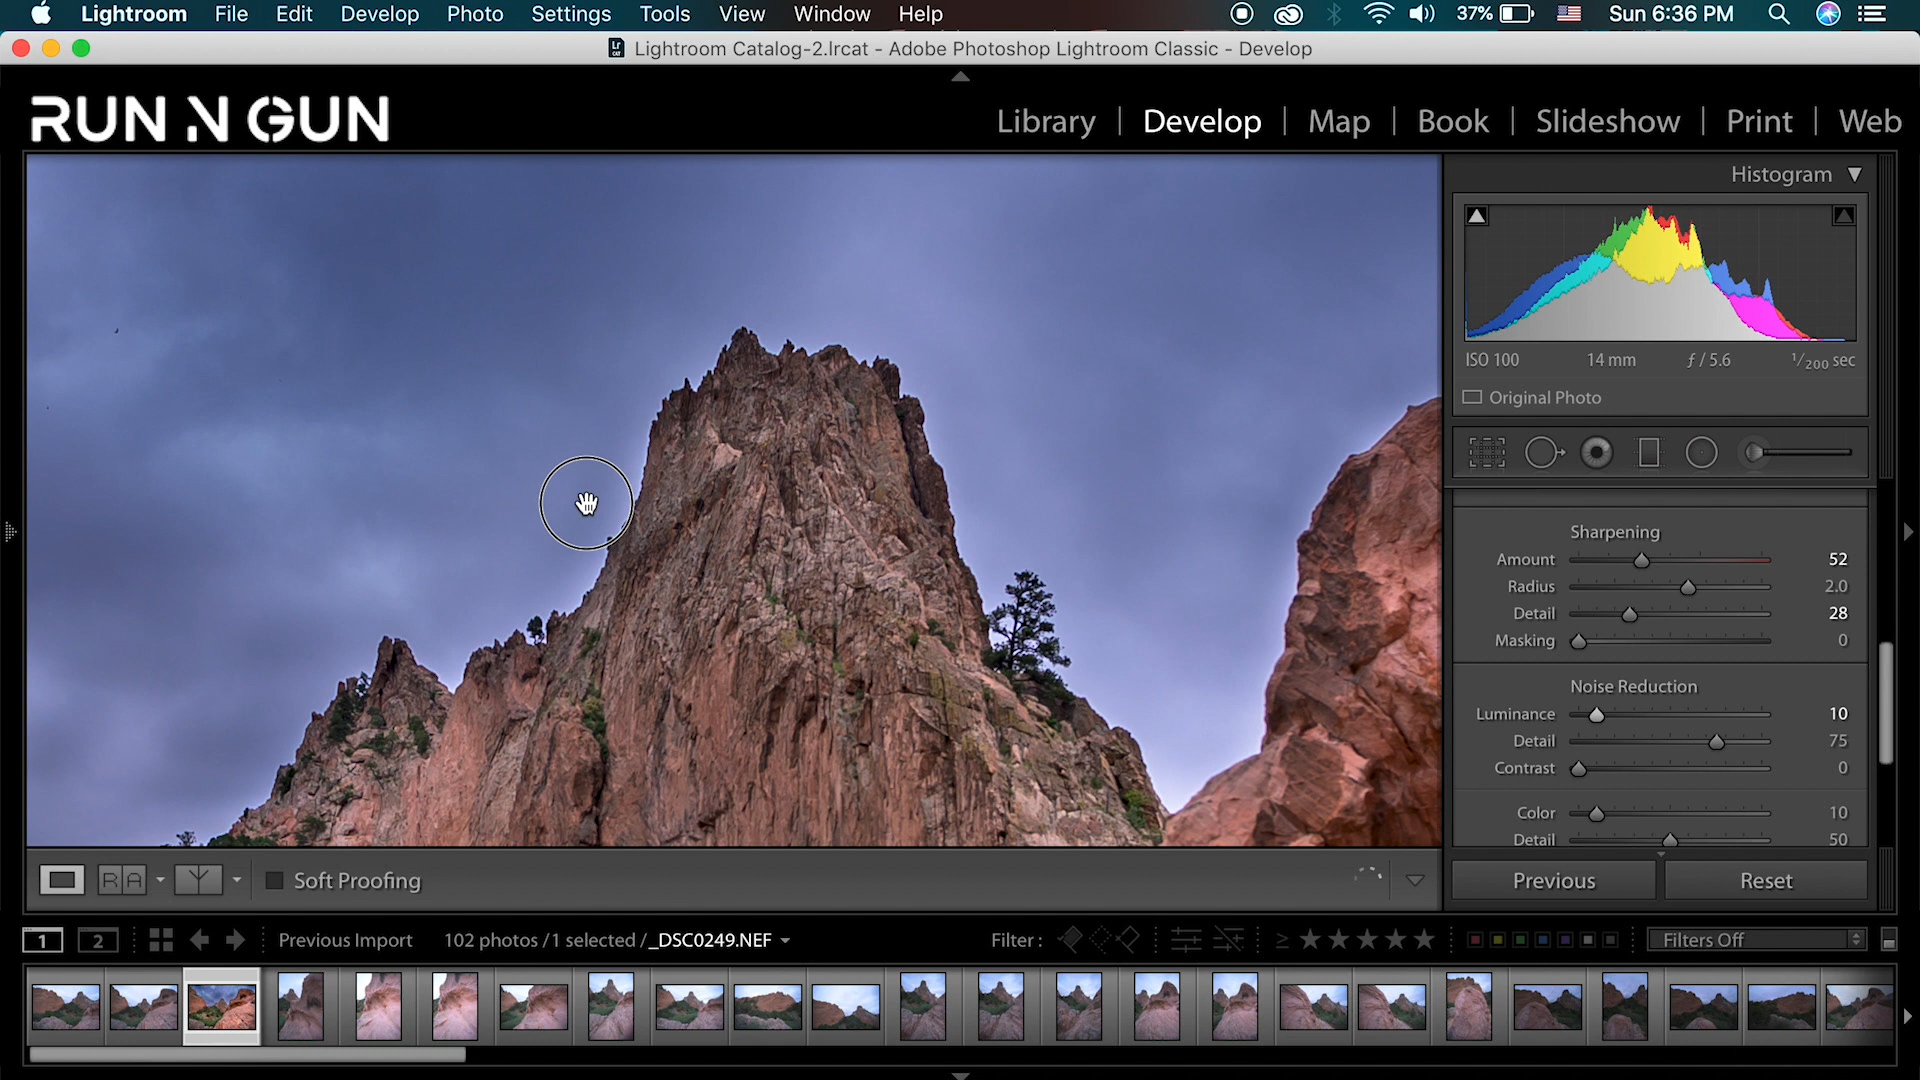 Lightroom File Edit Develop Photo Settings Tools View Window Help 37% Sun 6:36 PM
Lightroom Catalog-2.lrcat - Adobe Photoshop Lightroom Classic - Develop
RUN N GUN
Library | Develop | Map | Book | Slideshow | Print | Web
Histogram
ISO 100 14 mm ƒ / 5.6 1/200 sec
Original Photo
Sharpening
Amount 52
Radius 2.0
Detail 28
Masking 0
Noise Reduction
Luminance 10
Detail 75
Contrast 0
Color 10
Detail 50
R A Y Soft Proofing
Previous Reset
1 2 Previous Import 102 photos /1 selected /_DSC0249.NEF Filter : ≥ ★★★★★ Filters Off